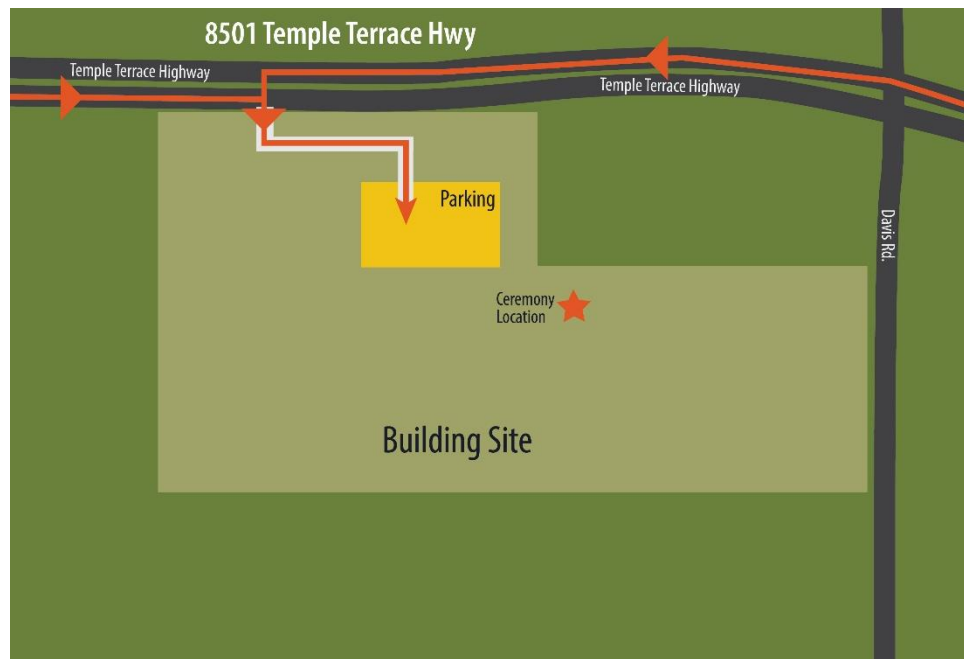 8501 Temple Terrace Hwy
Temple Terrace Highway
Temple Terrace Highway
Parking
Davis Rd.
Ceremony
Location
Building Site